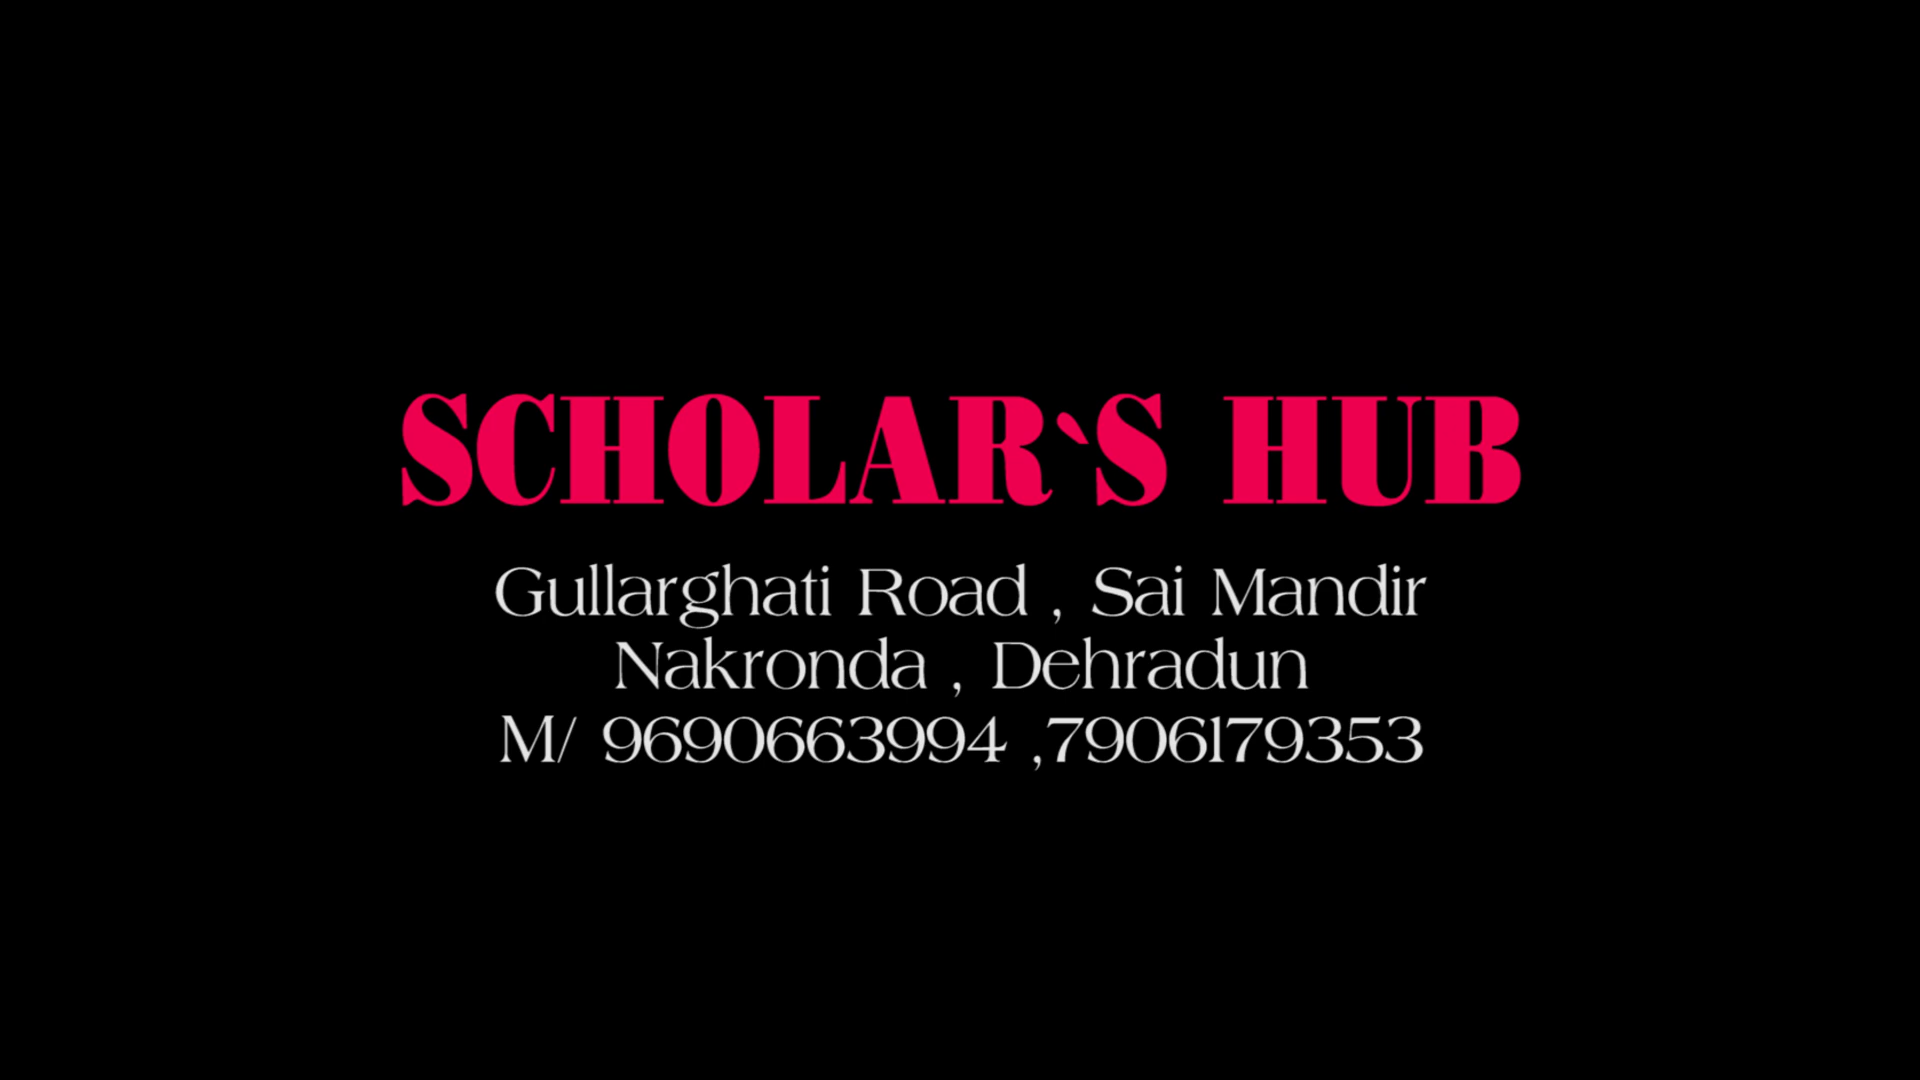 SCHOLAR`S HUB
Gullarghati Road , Sai Mandir
Nakronda , Dehradun
M/ 9690663994 ,7906179353